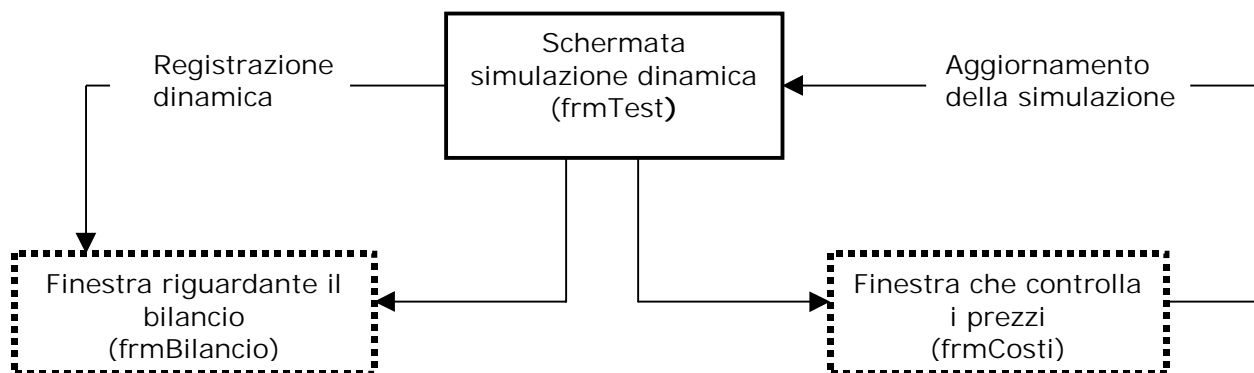 Schermata
simulazione dinamica
(frmTest)
Registrazione
dinamica
Aggiornamento
della simulazione
Finestra riguardante il
bilancio
(frmBilancio)
Finestra che controlla
i prezzi
(frmCosti)